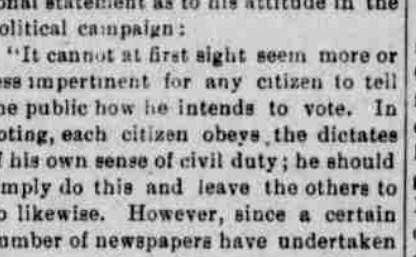 onal statement as to his attitude in the
olitical campaign:
"It cannot at first sight seem more or
ess impertinent for any citizen to tell
he public how he intends to vote. In
oting, each citizen obeys the dictates
f his own sense of civil duty; he should
imply do this and leave the others to
o likewise. However, since a certain
umber of newspapers have undertaken